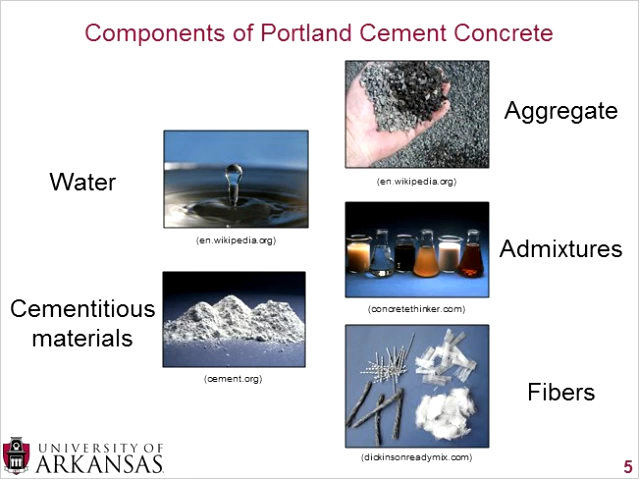 Components of Portland Cement Concrete
Aggregate
(en.wikipedia.org)
Water
(en.wikipedia.org)
Admixtures
(concretethinker.com)
Cementitious
materials
(cement.org)
Fibers
(dickinsonreadymix.com)
UNIVERSITY OF
ARKANSAS
5